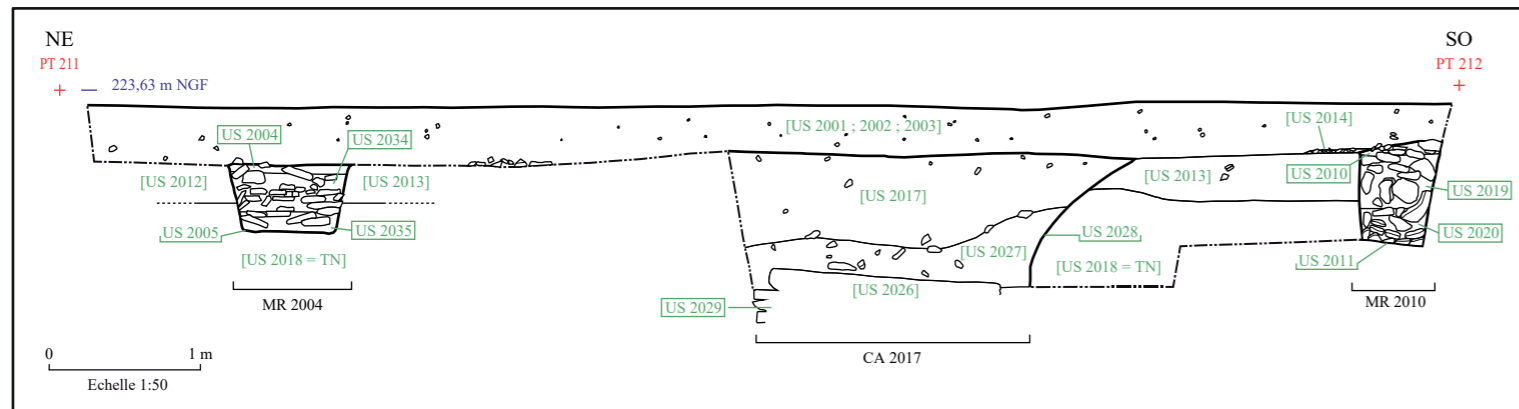 NE
SO
PT 211
PT 212
223,63 m NGF
[US 2001 ; 2002 ; 2003]
[US 2014]
US 2004
US 2034
[US 2012]
[US 2013]
[US 2013]
US 2010
[US 2017]
US 2019
US 2005
US 2035
US 2028
US 2020
[US 2027]
[US 2018 = TN]
[US 2018 = TN]
US 2011
[US 2026]
US 2029
MR 2004
MR 2010
CA 2017
0
1 m
Echelle 1:50